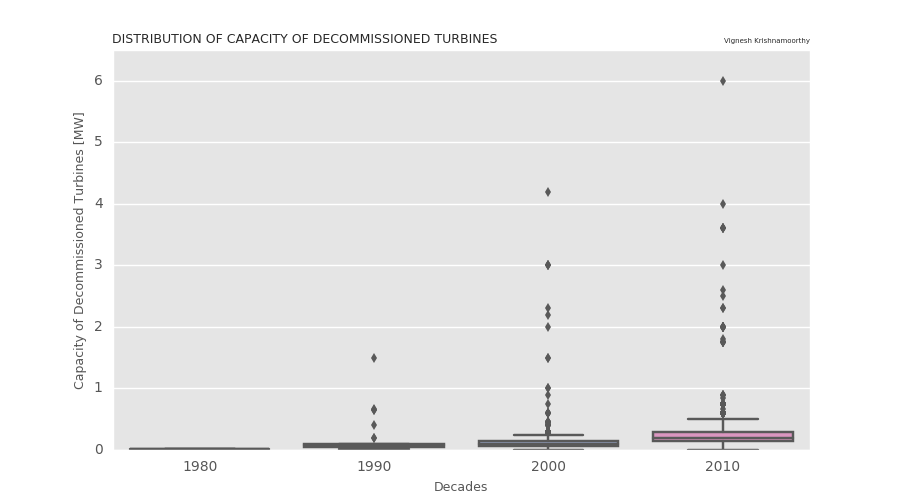 DISTRIBUTION OF CAPACITY OF DECOMMISSIONED TURBINES
Vignesh Krishnamoorthy
6
5
4
3
2
1
0
Capacity of Decommissioned Turbines [MW]
1980 1990 2000 2010
Decades